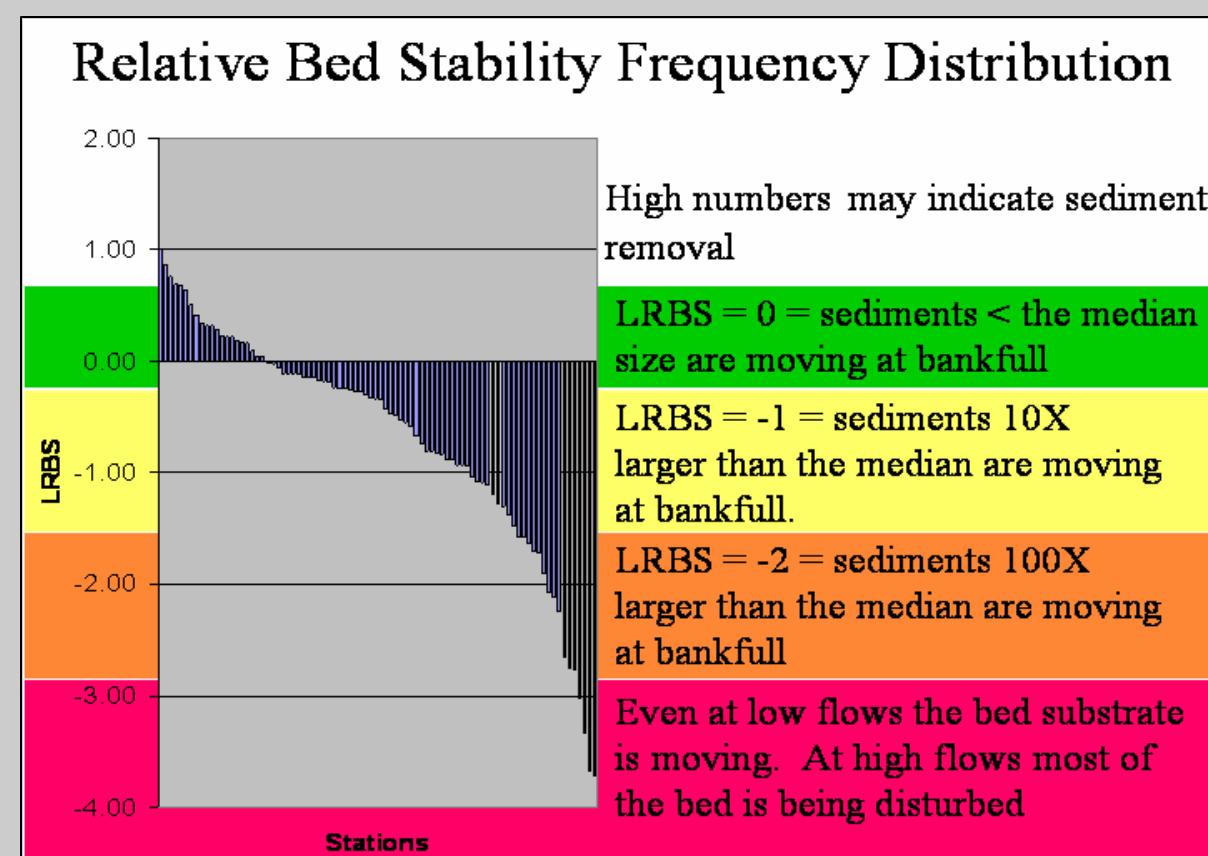 Relative Bed Stability Frequency Distribution
2.00
1.00
0.00
-1.00
-2.00
-3.00
-4.00
LRBS
Stations
High numbers may indicate sediment
removal
LRBS = 0 = sediments < the median
size are moving at bankfull
LRBS = -1 = sediments 10X
larger than the median are moving
at bankfull.
LRBS = -2 = sediments 100X
larger than the median are moving
at bankfull
Even at low flows the bed substrate
is moving. At high flows most of
the bed is being disturbed